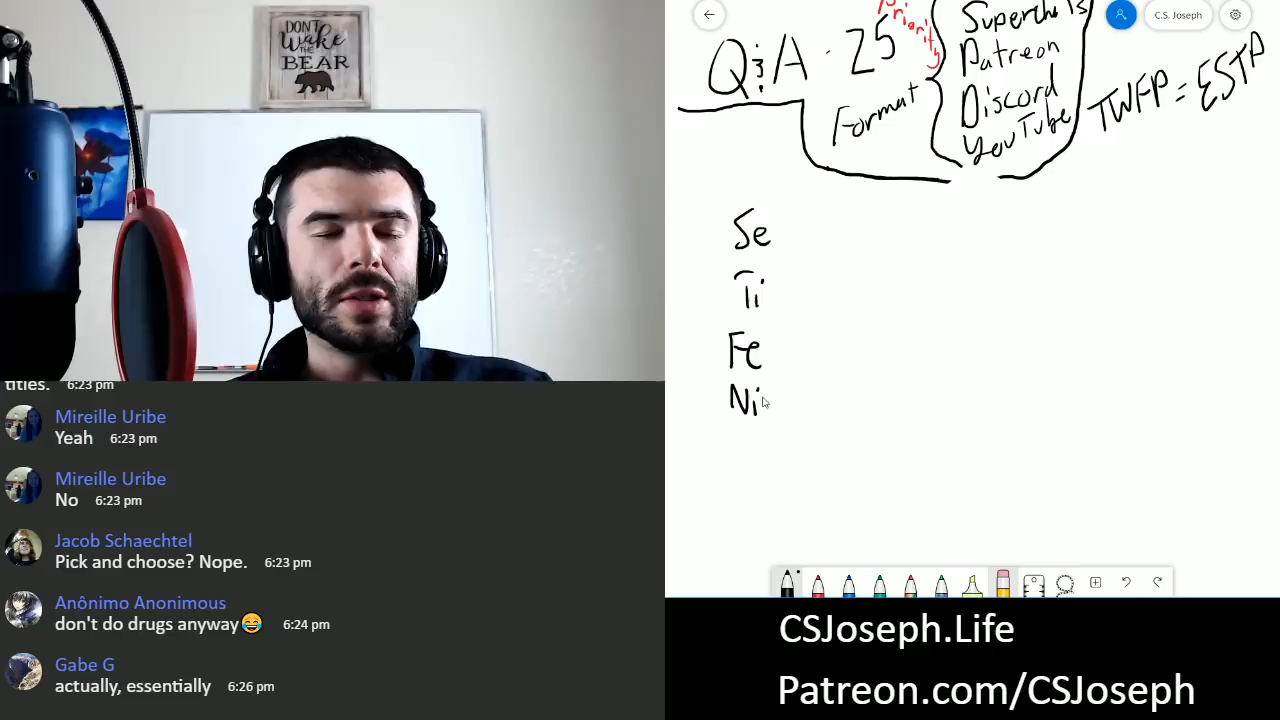 DON'T
Wake
THE
BEAR
titles. 6:23 pm
Mireille Uribe
Yeah 6:23 pm
Mireille Uribe
No 6:23 pm
Jacob Schaechtel
Pick and choose? Nope. 6:23 pm
Anônimo Anonimous
don't do drugs anyway😂 6:24 pm
Gabe G
actually, essentially 6:26 pm
C.S. Joseph
Q&A - 25
Format
Priority
Superchats
Patreon
Discord
YouTube
TWFP = ESTP
Se
Ti
Fe
Ni
CSJoseph.Life
Patreon.com/CSJoseph